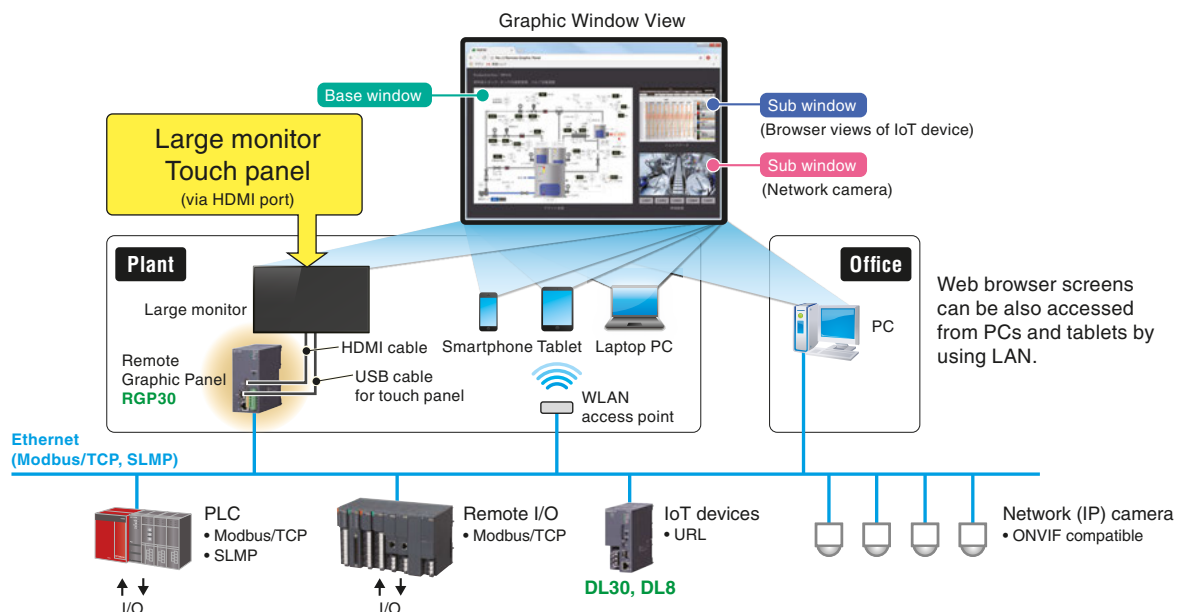 Graphic Window View
Base window
Sub window
(Browser views of IoT device)
Sub window
(Network camera)
Large monitor
Touch panel
(via HDMI port)
Plant
Large monitor
HDMI cable
Remote
Graphic Panel
RGP30
USB cable
for touch panel
Smartphone
Tablet
Laptop PC
WLAN
access point
Office
PC
Web browser screens
can be also accessed
from PCs and tablets by
using LAN.
Ethernet
(Modbus/TCP, SLMP)
PLC
• Modbus/TCP
• SLMP
I/O
Remote I/O
• Modbus/TCP
I/O
IoT devices
• URL
DL30, DL8
Network (IP) camera
• ONVIF compatible